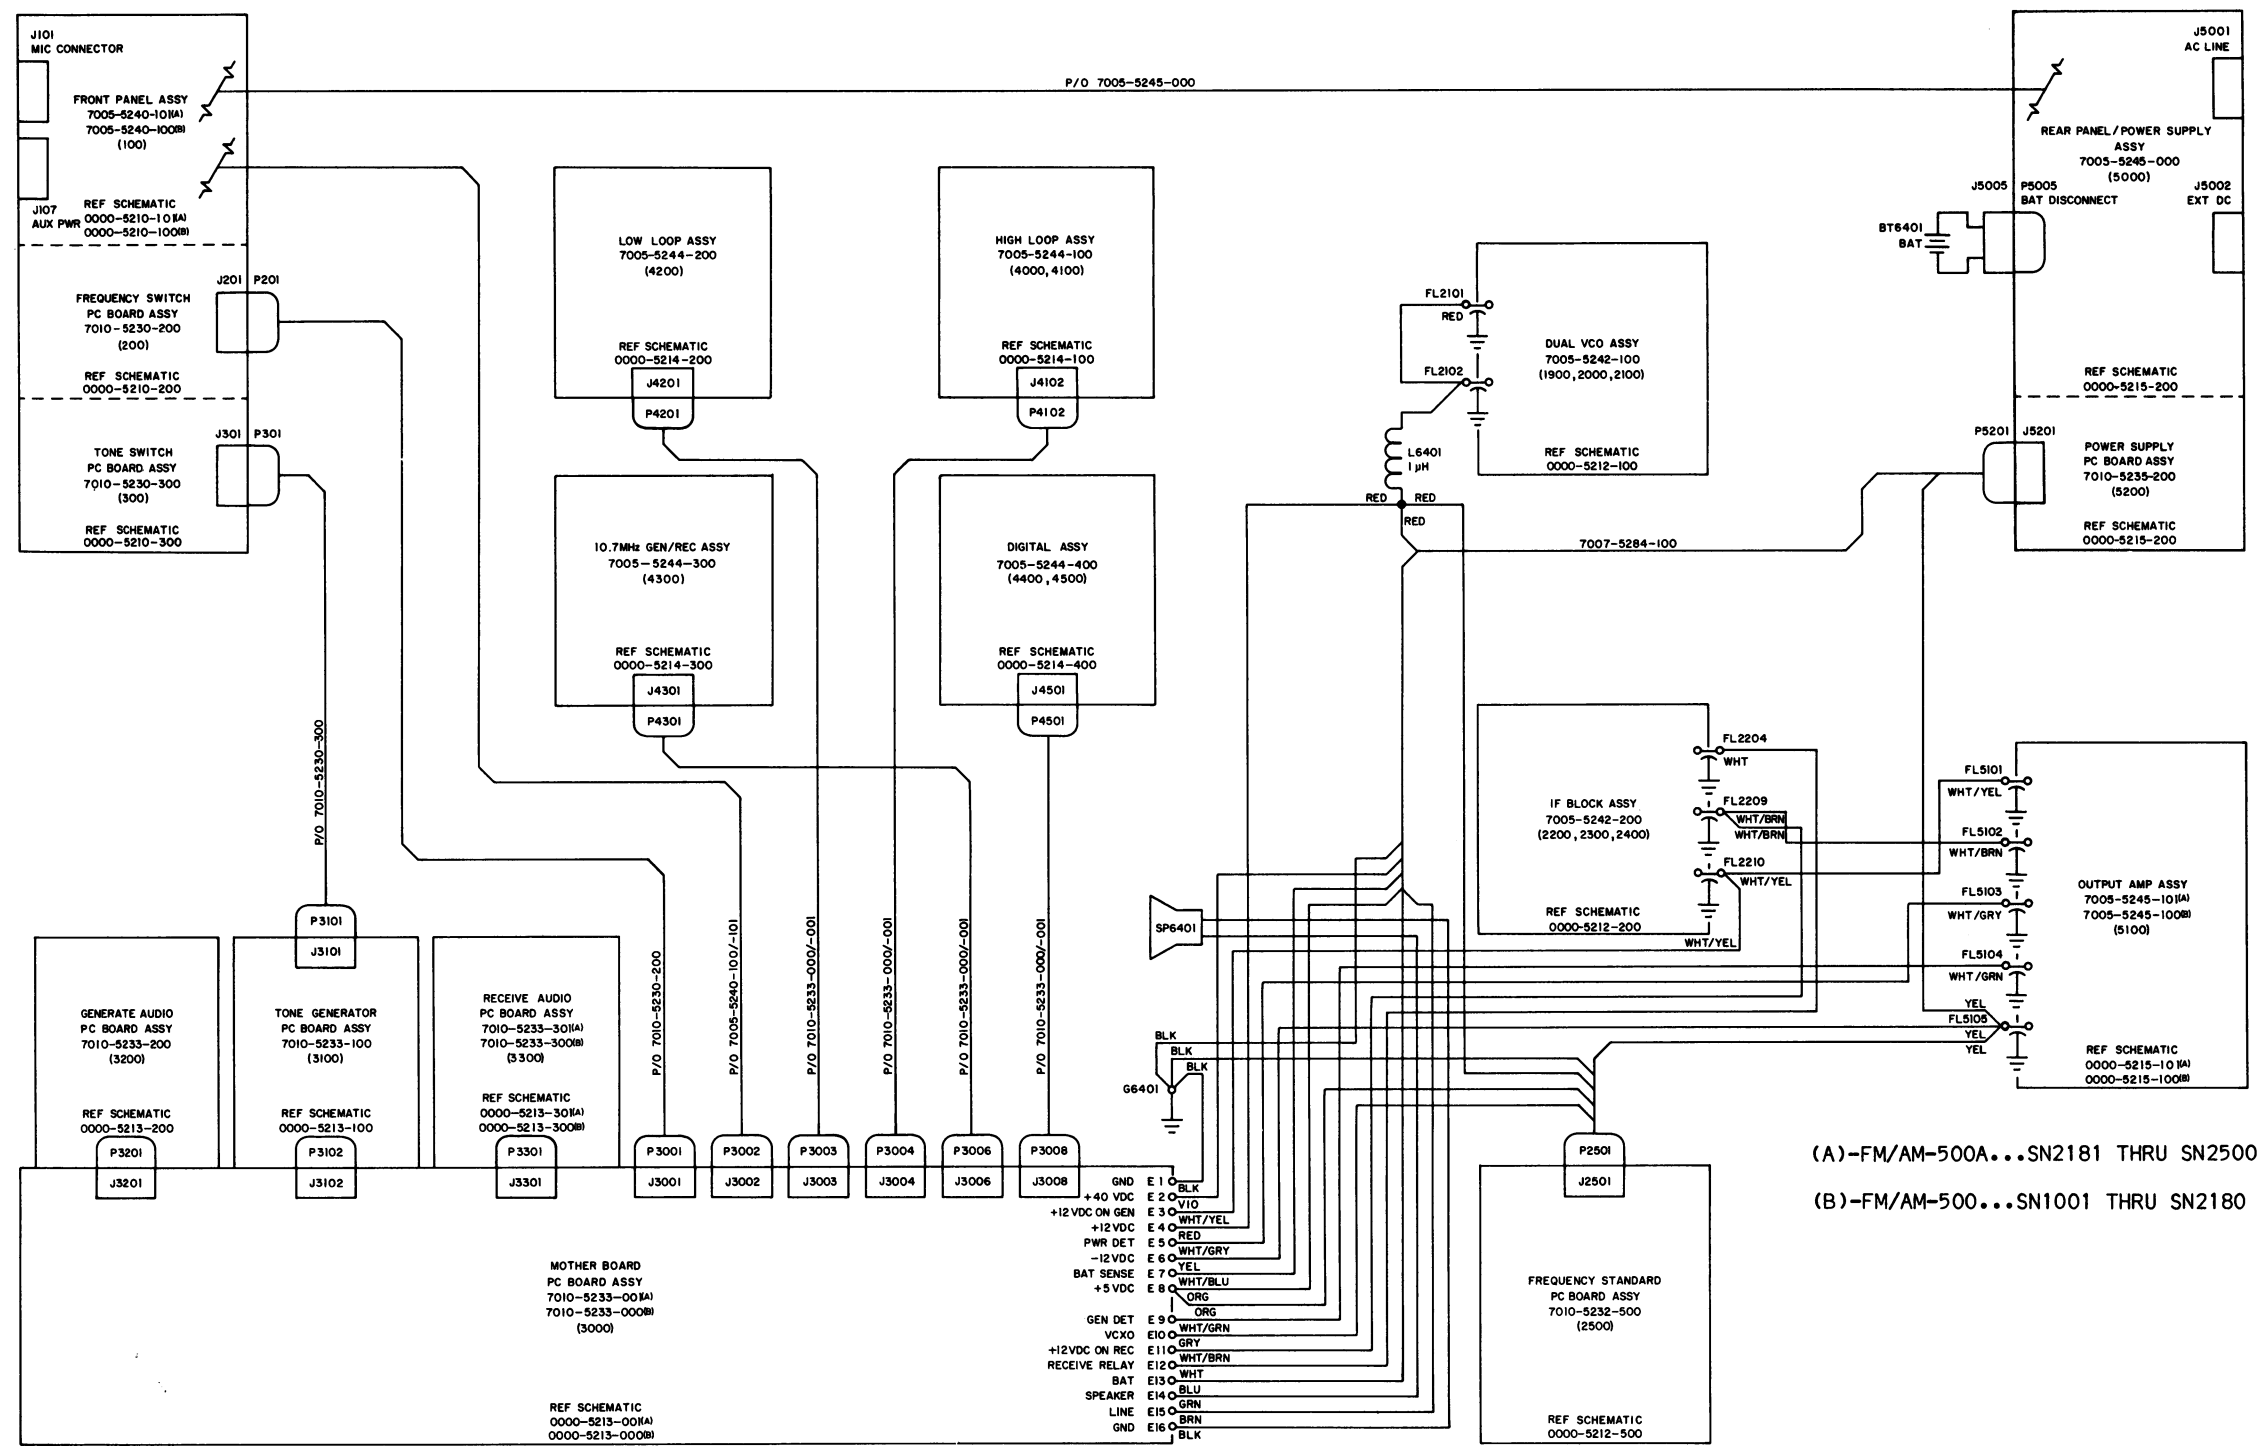 J101
MIC CONNECTOR
FRONT PANEL ASSY
7005-5240-101(A)
7005-5240-100(B)
(100)
J107
AUX PWR
REF SCHEMATIC
0000-5210-101(A)
0000-5210-100(B)
J201 P201
FREQUENCY SWITCH
PC BOARD ASSY
7010-5230-200
(200)
REF SCHEMATIC
0000-5210-200
J301 P301
TONE SWITCH
PC BOARD ASSY
7010-5230-300
(300)
REF SCHEMATIC
0000-5210-300
P/O 7005-5245-000
J5001
AC LINE
REAR PANEL/POWER SUPPLY
ASSY
7005-5245-000
(5000)
J5005 P5005
BAT DISCONNECT
J5002
EXT DC
BT6401
BAT
REF SCHEMATIC
0000-5215-200
P5201 J5201
POWER SUPPLY
PC BOARD ASSY
7010-5235-200
(5200)
REF SCHEMATIC
0000-5215-200
LOW LOOP ASSY
7005-5244-200
(4200)
REF SCHEMATIC
0000-5214-200
J4201
P4201
HIGH LOOP ASSY
7005-5244-100
(4000,4100)
REF SCHEMATIC
0000-5214-100
J4102
P4102
FL2101
RED
FL2102
DUAL VCO ASSY
7005-5242-100
(1900,2000,2100)
REF SCHEMATIC
0000-5212-100
L6401
1 µH
RED RED
RED
7007-5284-100
10.7MHz GEN/REC ASSY
7005-5244-300
(4300)
REF SCHEMATIC
0000-5214-300
J4301
P4301
DIGITAL ASSY
7005-5244-400
(4400,4500)
REF SCHEMATIC
0000-5214-400
J4501
P4501
IF BLOCK ASSY
7005-5242-200
(2200,2300,2400)
REF SCHEMATIC
0000-5212-200
FL2204
WHT
FL2209
WHT/BRN
WHT/BRN
FL2210
WHT/YEL
WHT/YEL
FL5101
WHT/YEL
FL5102
WHT/BRN
FL5103
WHT/GRY
FL5104
WHT/GRN
YEL
FL5105
YEL
YEL
OUTPUT AMP ASSY
7005-5245-101(A)
7005-5245-100(B)
(5100)
REF SCHEMATIC
0000-5215-101(A)
0000-5215-100(B)
P/O 7010-5230-300
P3101
J3101
SP6401
BLK
BLK
BLK
G6401
GENERATE AUDIO
PC BOARD ASSY
7010-5233-200
(3200)
REF SCHEMATIC
0000-5213-200
P3201
J3201
TONE GENERATOR
PC BOARD ASSY
7010-5233-100
(3100)
REF SCHEMATIC
0000-5213-100
P3102
J3102
RECEIVE AUDIO
PC BOARD ASSY
7010-5233-301(A)
7010-5233-300(B)
(3300)
REF SCHEMATIC
0000-5213-301(A)
0000-5213-300(B)
P3301
J3301
P/O 7010-5230-200
P3001
J3001
P/O 7005-5240-100/-101
P3002
J3002
P/O 7010-5233-000/-001
P3003
J3003
P/O 7010-5233-000/-001
P3004
J3004
P/O 7010-5233-000/-001
P3006
J3006
P/O 7010-5233-000/-001
P3008
J3008
GND E1 BLK
+40 VDC E2 VIO
+12VDC ON GEN E3 WHT/YEL
+12VDC E4 RED
PWR DET E5 WHT/GRY
-12VDC E6 YEL
BAT SENSE E7 WHT/BLU
+5VDC E8 ORG
ORG
GEN DET E9 WHT/GRN
VCXO E10 GRY
+12VDC ON REC E11 WHT/BRN
RECEIVE RELAY E12 WHT
BAT E13 BLU
SPEAKER E14 GRN
LINE E15 BRN
GND E16 BLK
MOTHER BOARD
PC BOARD ASSY
7010-5233-001(A)
7010-5233-000(B)
(3000)
REF SCHEMATIC
0000-5213-001(A)
0000-5213-000(B)
P2501
J2501
FREQUENCY STANDARD
PC BOARD ASSY
7010-5232-500
(2500)
REF SCHEMATIC
0000-5212-500
(A)-FM/AM-500A...SN2181 THRU SN2500
(B)-FM/AM-500...SN1001 THRU SN2180